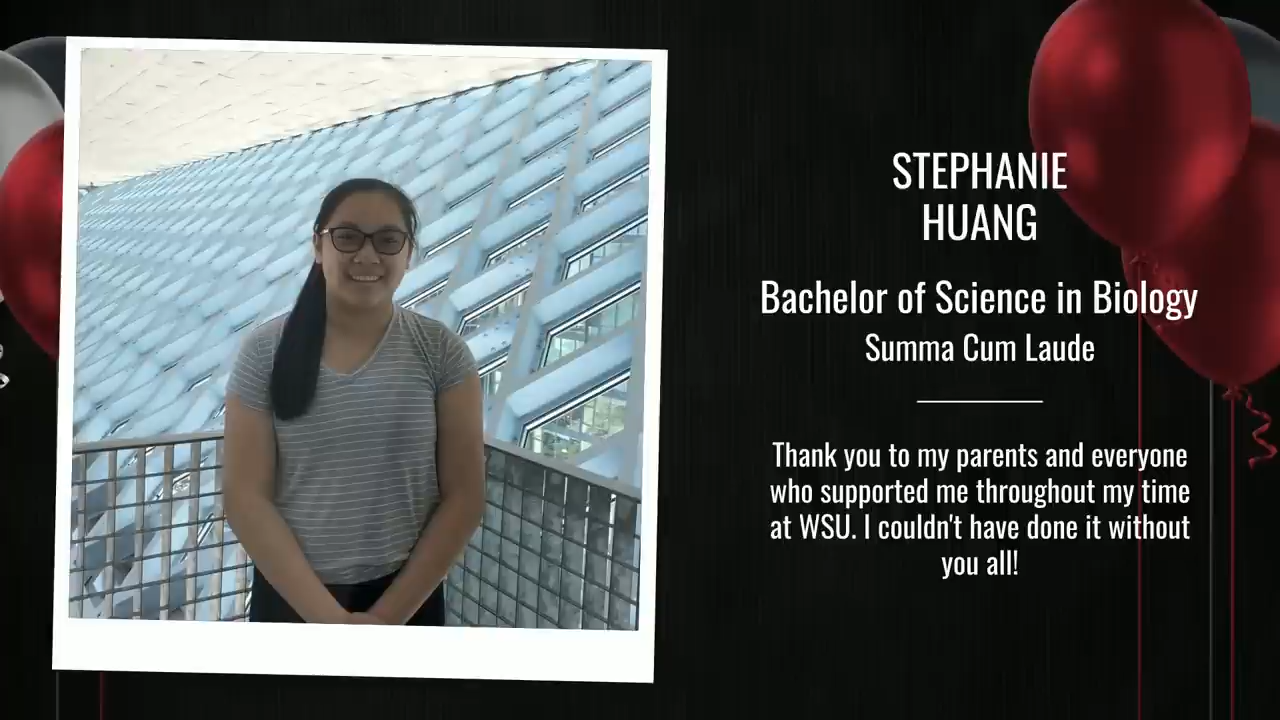 STEPHANIE
HUANG
Bachelor of Science in Biology
Summa Cum Laude
Thank you to my parents and everyone
who supported me throughout my time
at WSU. I couldn't have done it without
you all!